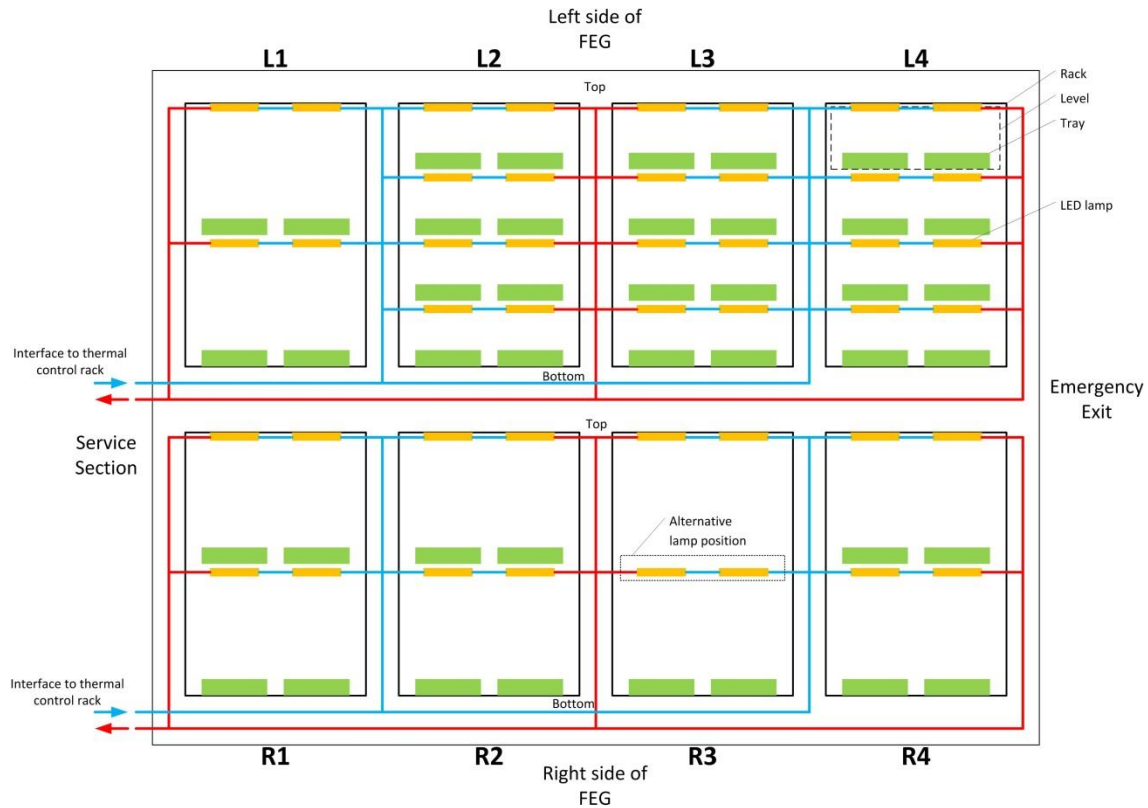 Left side of
FEG
L1
L2
L3
L4
Top
Rack
Level
Tray
LED lamp
Interface to thermal
control rack
Bottom
Emergency
Exit
Service
Section
Top
Alternative
lamp position
Interface to thermal
control rack
Bottom
R1
R2
R3
R4
Right side of
FEG